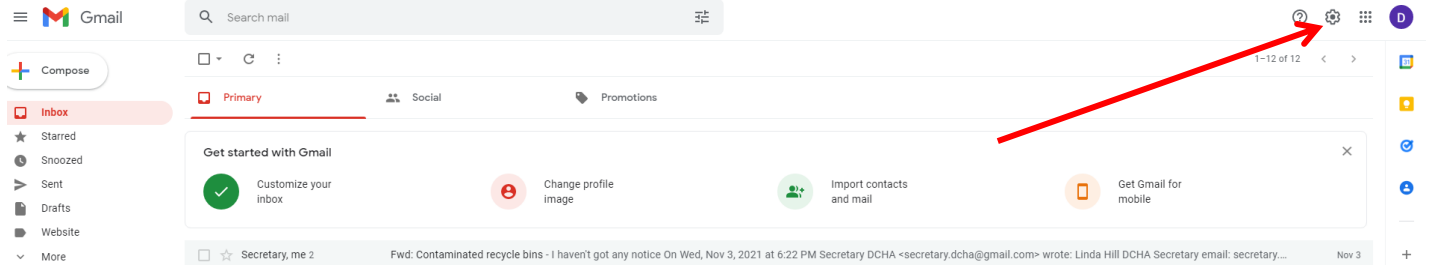 Gmail
Search mail
D
Compose
1–12 of 12
31
Primary
Social
Promotions
Inbox
Starred
Snoozed
Sent
Drafts
Website
More
Get started with Gmail
Customize your
inbox
Change profile
image
Import contacts
and mail
Get Gmail for
mobile
Secretary, me 2 Fwd: Contaminated recycle bins - I haven't got any notice On Wed, Nov 3, 2021 at 6:22 PM Secretary DCHA <secretary.dcha@gmail.com> wrote: Linda Hill DCHA Secretary email: secretary.... Nov 3